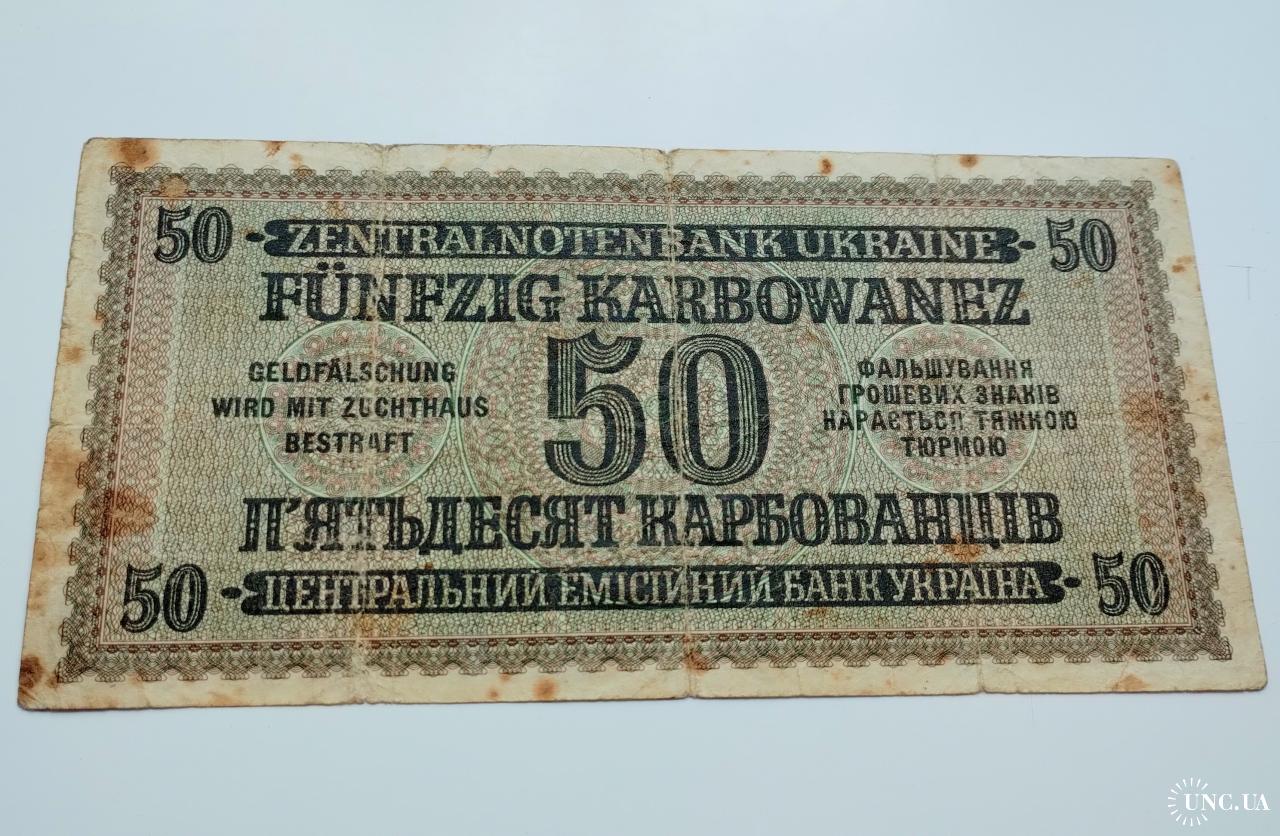 50 ZENTRALNOTENBANK UKRAINE 50
FÜNFZIG KARBOWANEZ
GELDFÄLSCHUNG
WIRD MIT ZUCHTHAUS
BESTRAFT
50
ФАЛЬШУВАННЯ
ГРОШЕВИХ ЗНАКІВ
КАРАЄТЬСЯ ТЯЖКОЮ
ТЮРМОЮ
П'ЯТЬДЕСЯТ КАРБОВАНЦІВ
50 ЦЕНТРАЛЬНИЙ ЕМІСІЙНИЙ БАНК УКРАЇНА 50
UNC.UA